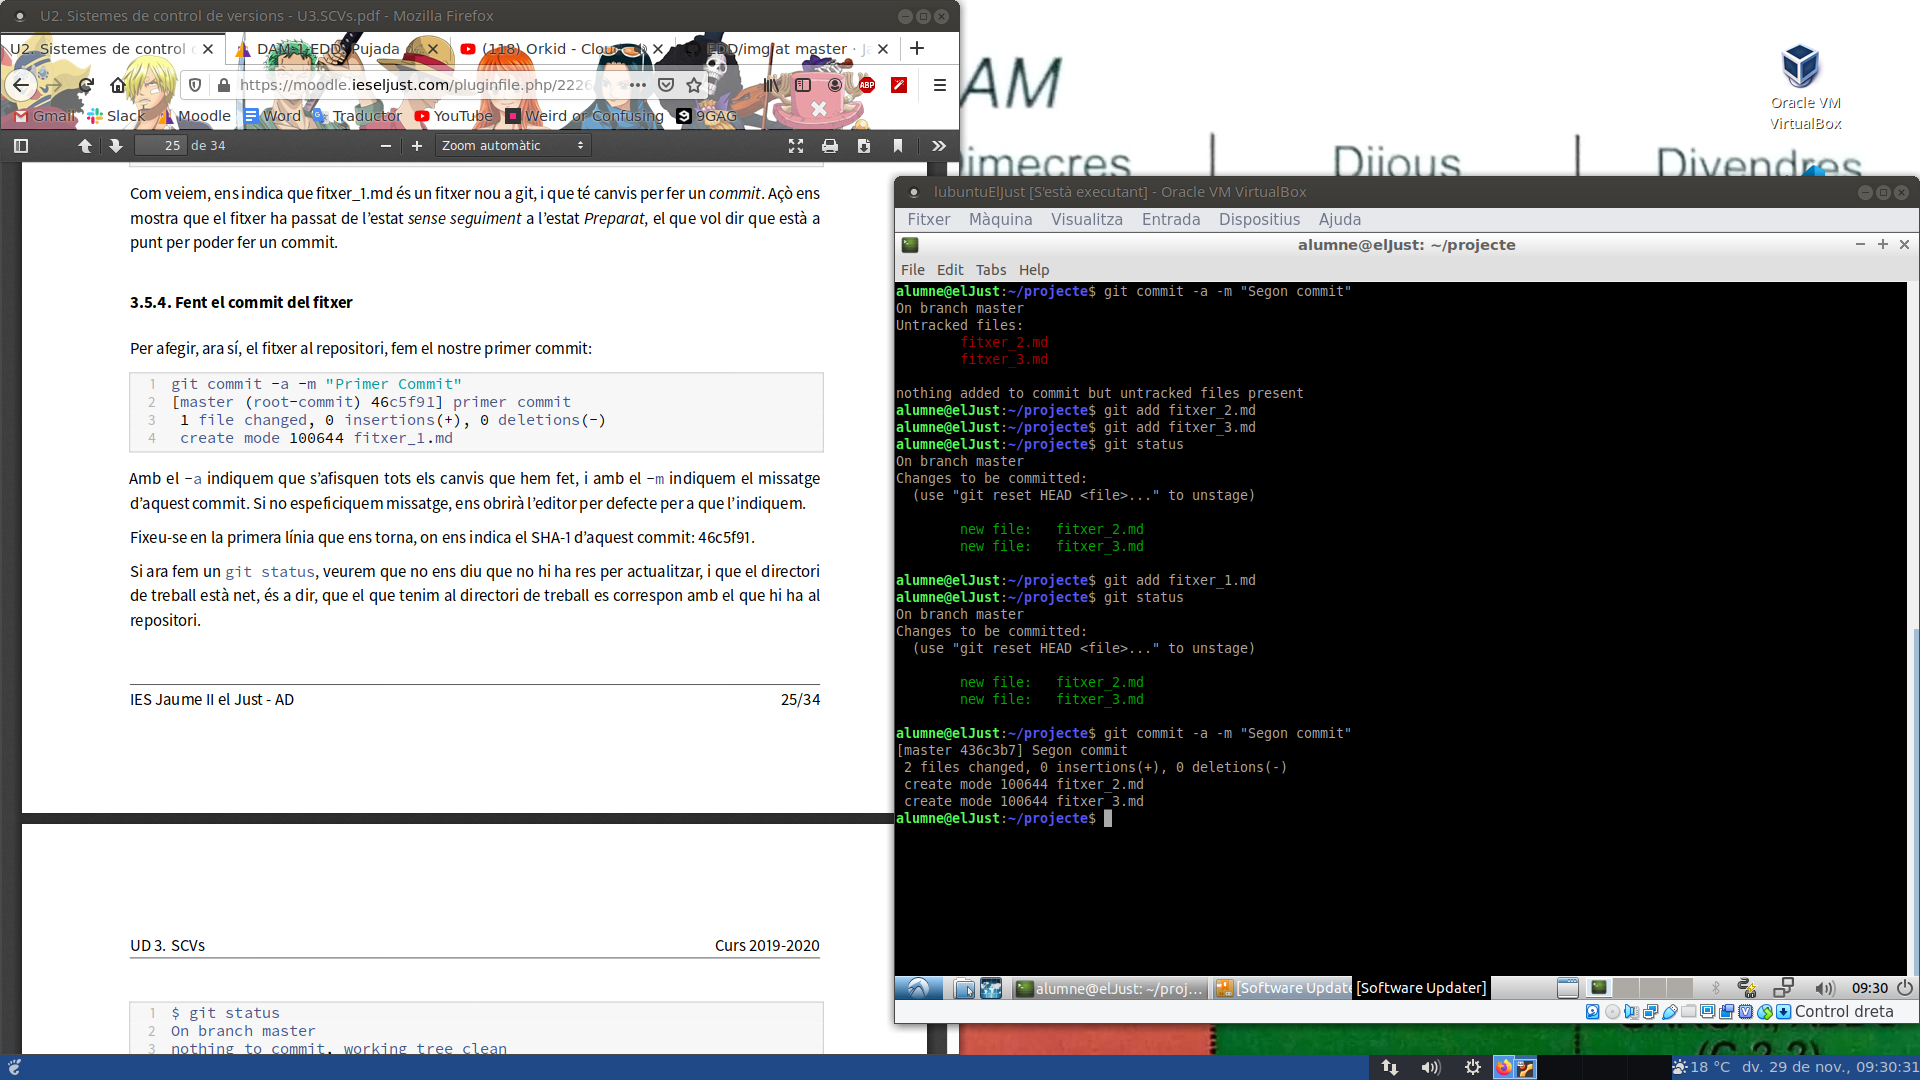 U2. Sistemes de control de versions - U3.SCVs.pdf - Mozilla Firefox
U2. Sistemes de control
DAM-1-EDD: Pujada
(118) Orkid - Clou
EDD/img at master · J
https://moodle.ieseljust.com/pluginfile.php/2226
Gmail
Slack
Moodle
Word
Traductor
YouTube
Weird or Confusing
9GAG
25 de 34
Zoom automàtic
Com veiem, ens indica que fitxer_1.md és un fitxer nou a git, i que té canvis per fer un commit. Açò ens
mostra que el fitxer ha passat de l'estat sense seguiment a l'estat Preparat, el que vol dir que està a
punt per poder fer un commit.
3.5.4. Fent el commit del fitxer
Per afegir, ara sí, el fitxer al repositori, fem el nostre primer commit:
1 git commit -a -m "Primer Commit"
2 [master (root-commit) 46c5f91] primer commit
3 1 file changed, 0 insertions(+), 0 deletions(-)
4 create mode 100644 fitxer_1.md
Amb el -a indiquem que s'afisquen tots els canvis que hem fet, i amb el -m indiquem el missatge
d'aquest commit. Si no espeficiquem missatge, ens obrirà l'editor per defecte per a que l'indiquem.
Fixeu-se en la primera línia que ens torna, on ens indica el SHA-1 d'aquest commit: 46c5f91.
Si ara fem un git status, veurem que no ens diu que no hi ha res per actualitzar, i que el directori
de treball està net, és a dir, que el que tenim al directori de treball es correspon amb el que hi ha al
repositori.
IES Jaume II el Just - AD 25/34
UD 3. SCVs Curs 2019-2020
1 $ git status
2 On branch master
3 nothing to commit, working tree clean
AM
imecres
Dijous
Divendres
Oracle VM
VirtualBox
lubuntuElJust [S'està executant] - Oracle VM VirtualBox
Fitxer Màquina Visualitza Entrada Dispositius Ajuda
alumne@elJust: ~/projecte
File Edit Tabs Help
alumne@elJust:~/projecte$ git commit -a -m "Segon commit"
On branch master
Untracked files:
fitxer_2.md
fitxer_3.md
nothing added to commit but untracked files present
alumne@elJust:~/projecte$ git add fitxer_2.md
alumne@elJust:~/projecte$ git add fitxer_3.md
alumne@elJust:~/projecte$ git status
On branch master
Changes to be committed:
(use "git reset HEAD <file>..." to unstage)
new file: fitxer_2.md
new file: fitxer_3.md
alumne@elJust:~/projecte$ git add fitxer_1.md
alumne@elJust:~/projecte$ git status
On branch master
Changes to be committed:
(use "git reset HEAD <file>..." to unstage)
new file: fitxer_2.md
new file: fitxer_3.md
alumne@elJust:~/projecte$ git commit -a -m "Segon commit"
[master 436c3b7] Segon commit
2 files changed, 0 insertions(+), 0 deletions(-)
create mode 100644 fitxer_2.md
create mode 100644 fitxer_3.md
alumne@elJust:~/projecte$
alumne@elJust: ~/proj...
[Software Update
[Software Updater]
09:30
Control dreta
18 °C dv. 29 de nov., 09:30:31